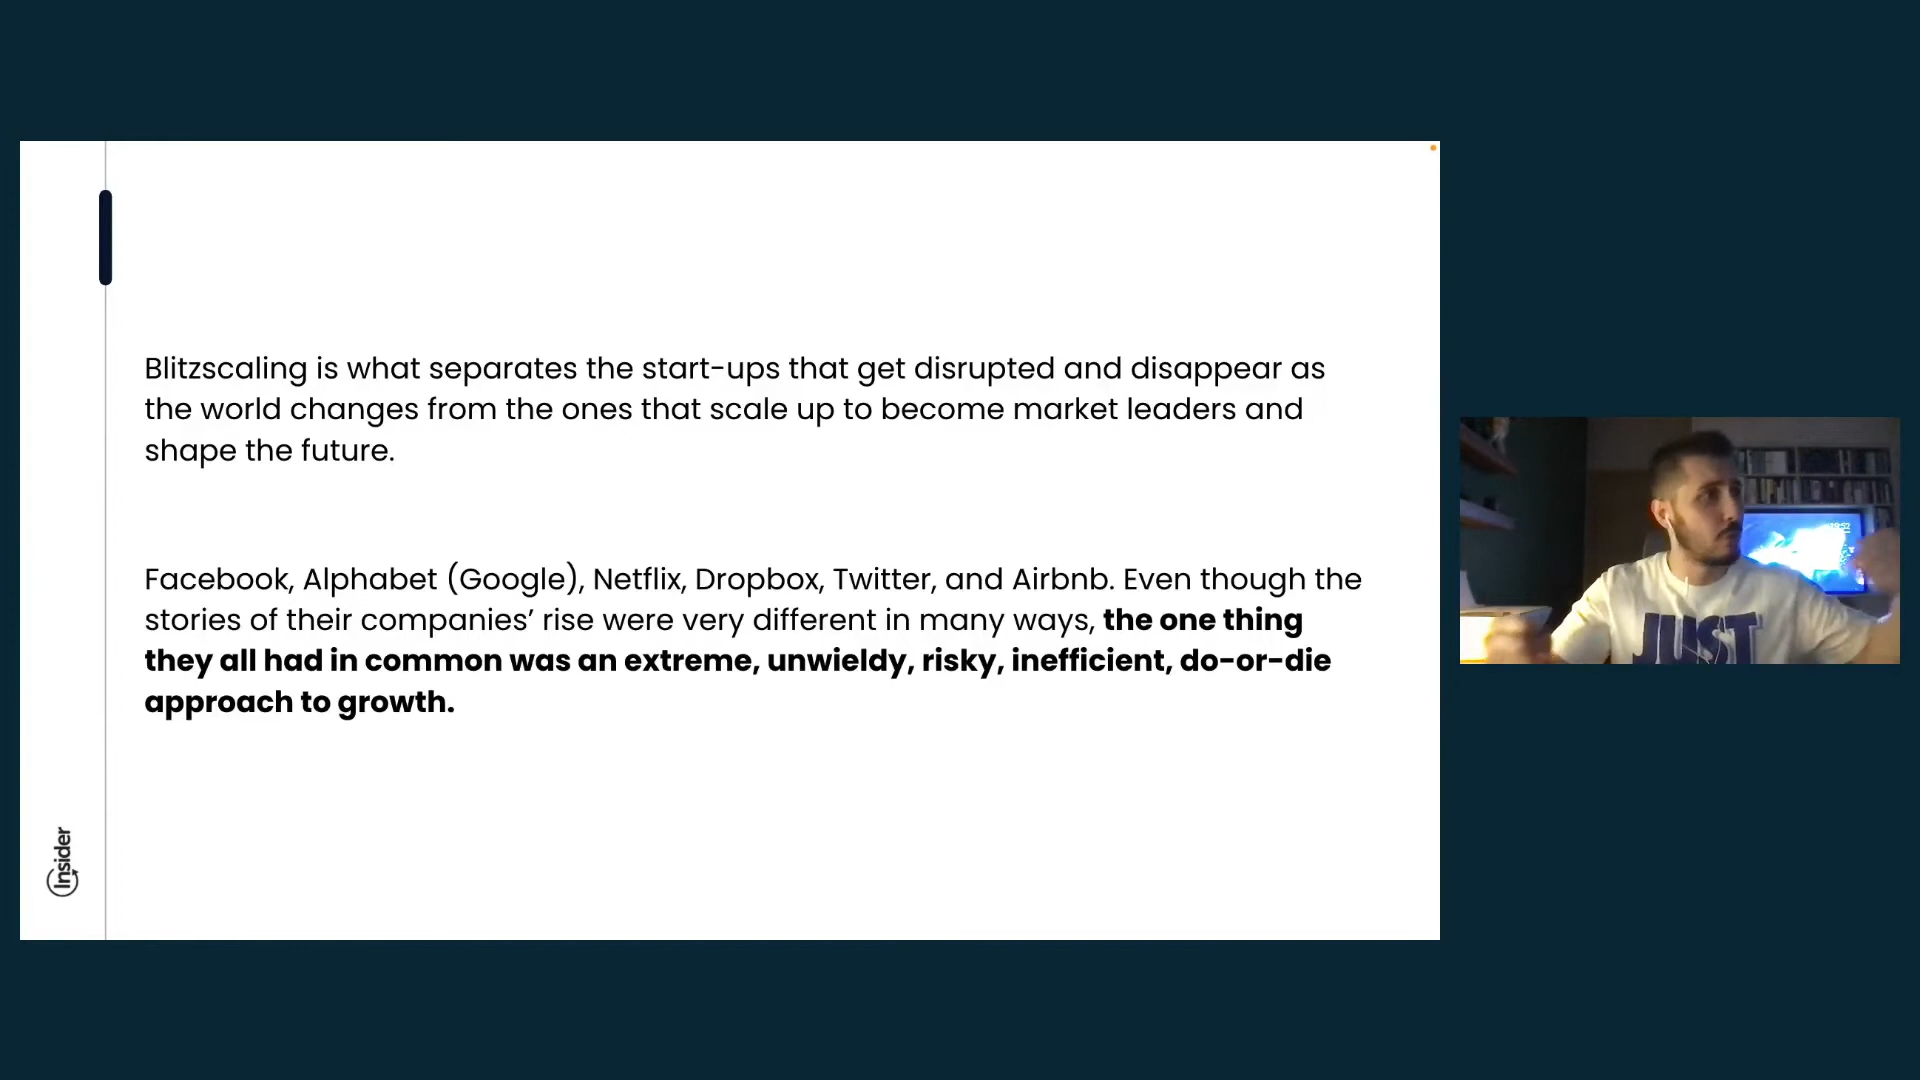 Blitzscaling is what separates the start-ups that get disrupted and disappear as
the world changes from the ones that scale up to become market leaders and
shape the future.
Facebook, Alphabet (Google), Netflix, Dropbox, Twitter, and Airbnb. Even though the
stories of their companies’ rise were very different in many ways, the one thing
they all had in common was an extreme, unwieldy, risky, inefficient, do-or-die
approach to growth.
Insider
JUST